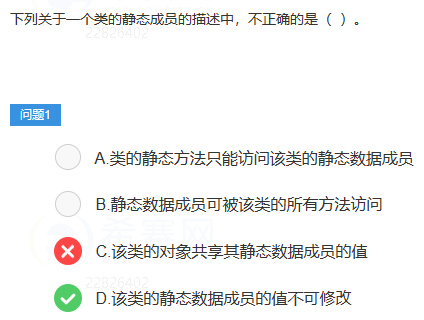 下列关于一个类的静态成员的描述中，不正确的是（ ）。
22826402
问题1
A.类的静态方法只能访问该类的静态数据成员
B.静态数据成员可被该类的所有方法访问
C.该类的对象共享其静态数据成员的值
22826402
D.该类的静态数据成员的值不可修改